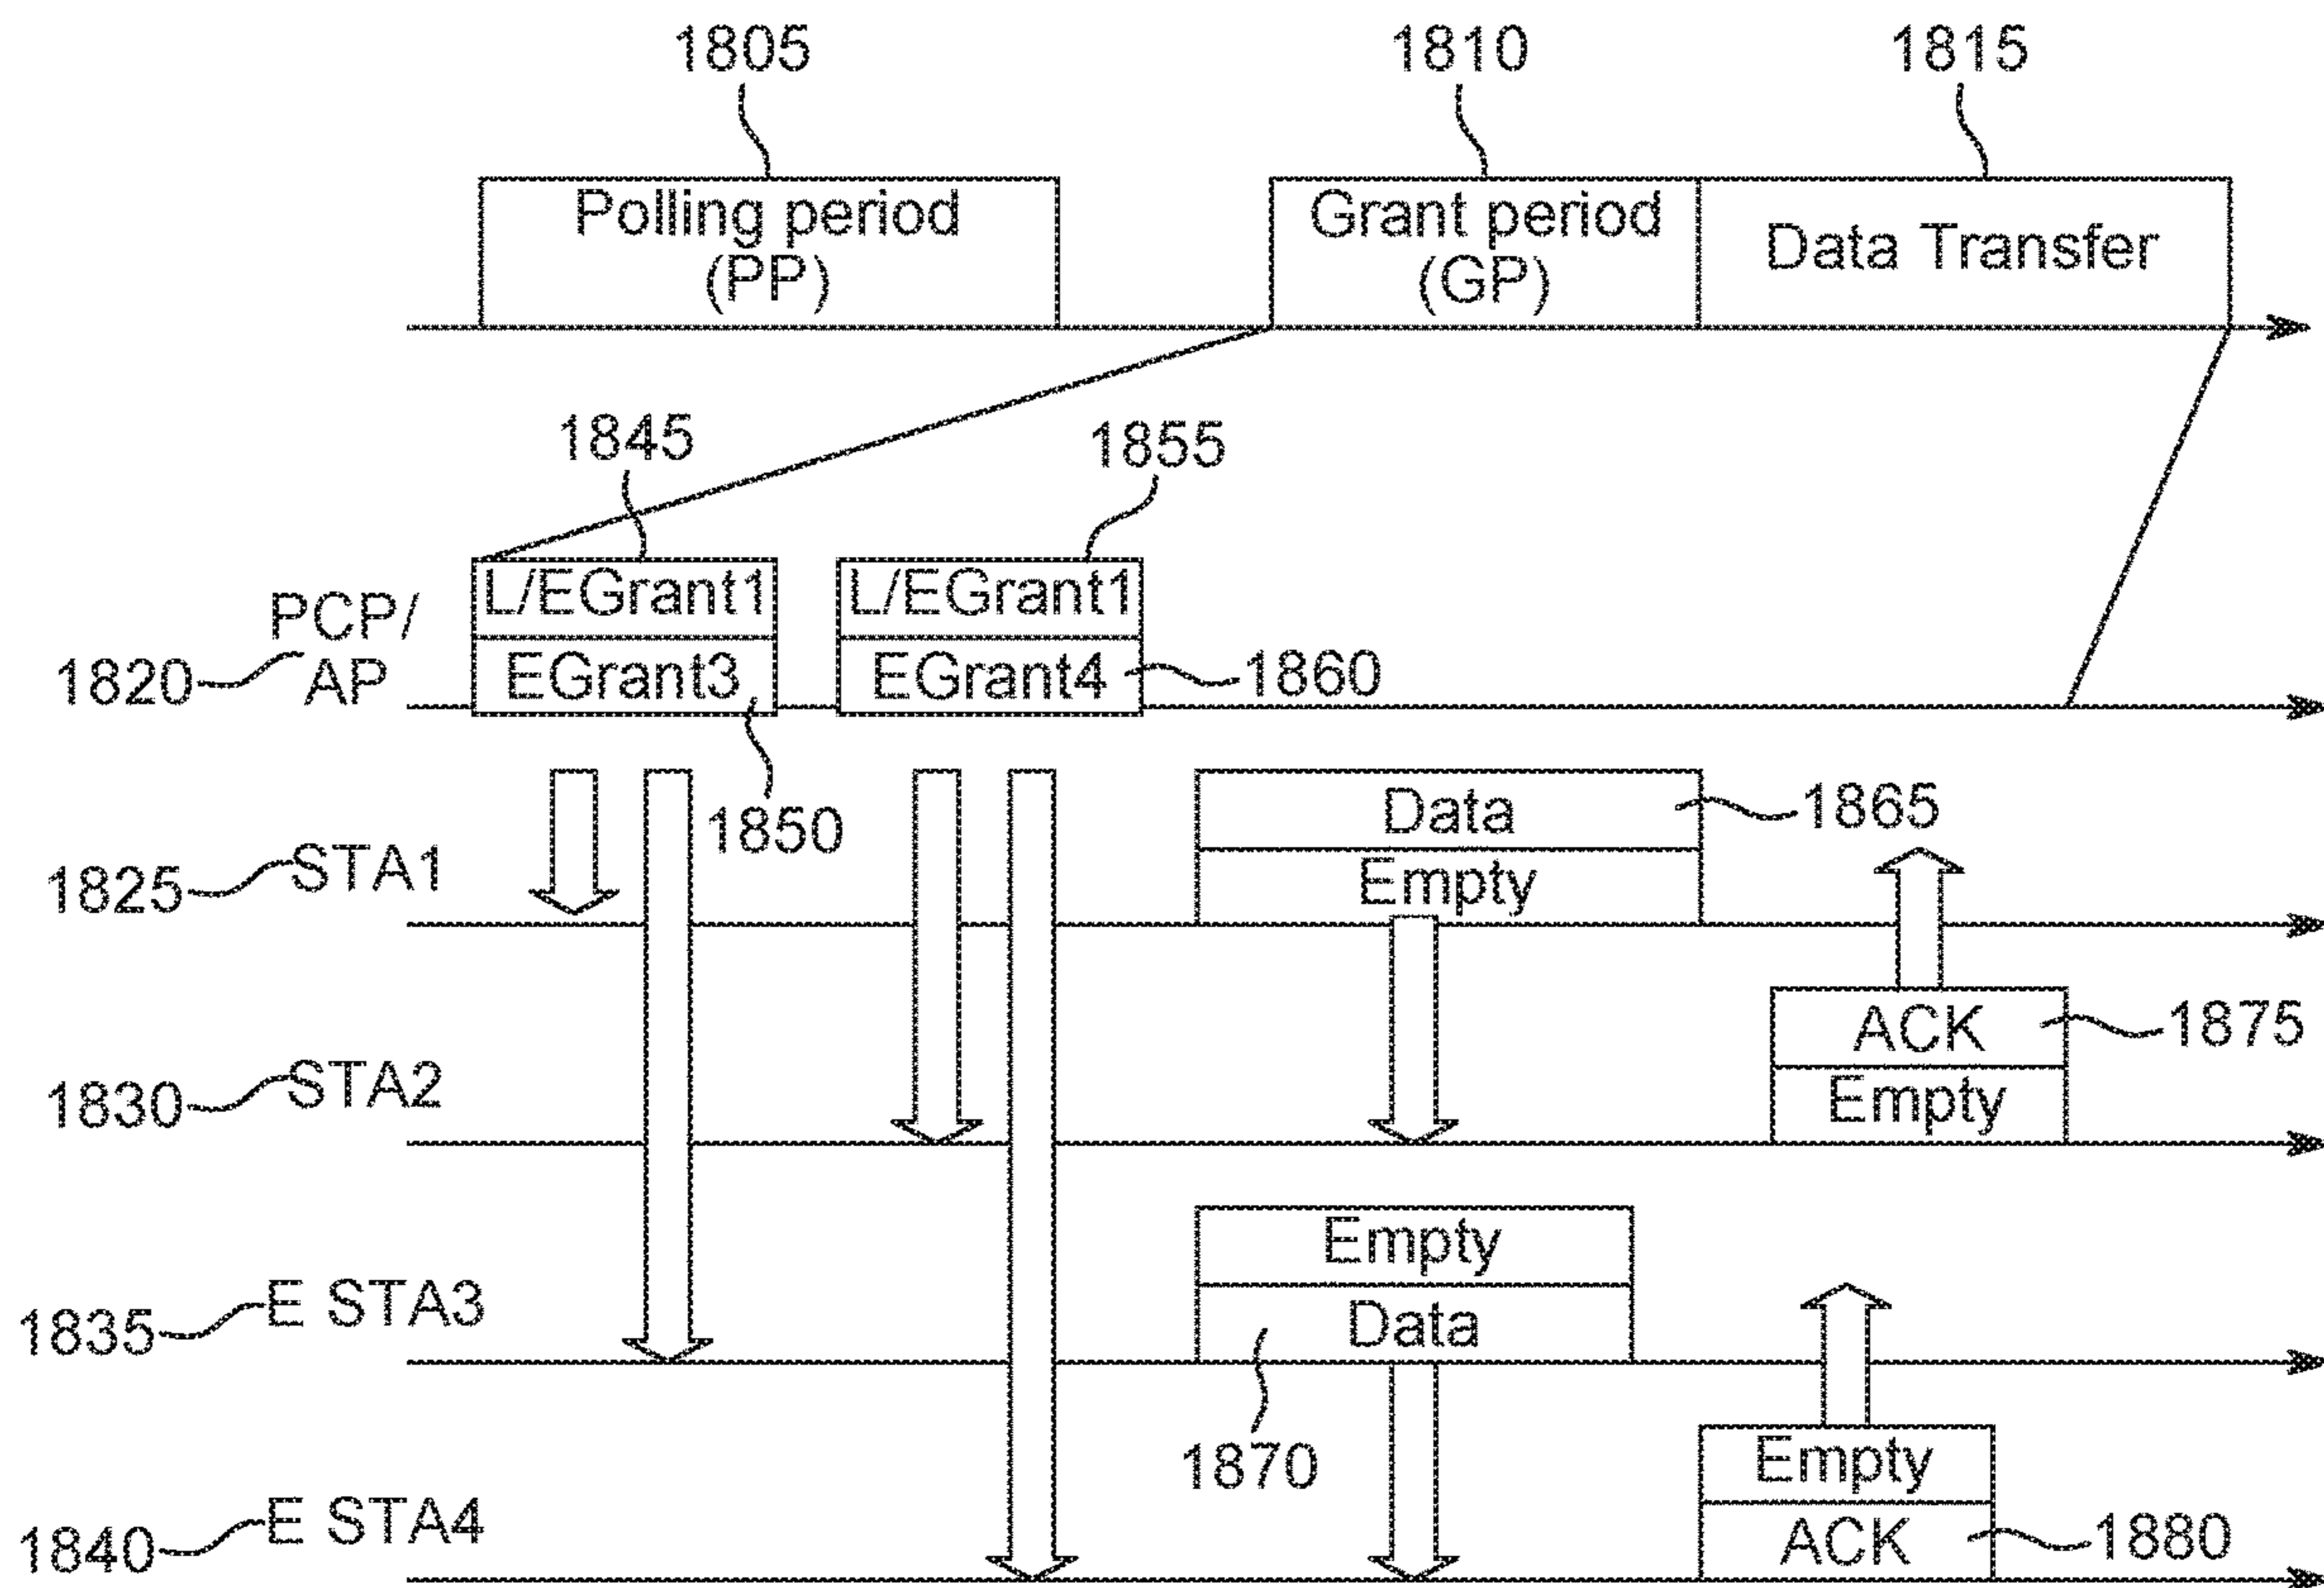 1805
1810
1815
Polling period
(PP)
Grant period
(GP)
Data Transfer
1845
1855
PCP/
AP
1820
L/EGrant1
EGrant3
L/EGrant1
EGrant4
1860
1850
Data
Empty
1865
STA1
1825
ACK
Empty
1875
STA2
1830
Empty
Data
E STA3
1835
1870
Empty
ACK
1880
E STA4
1840